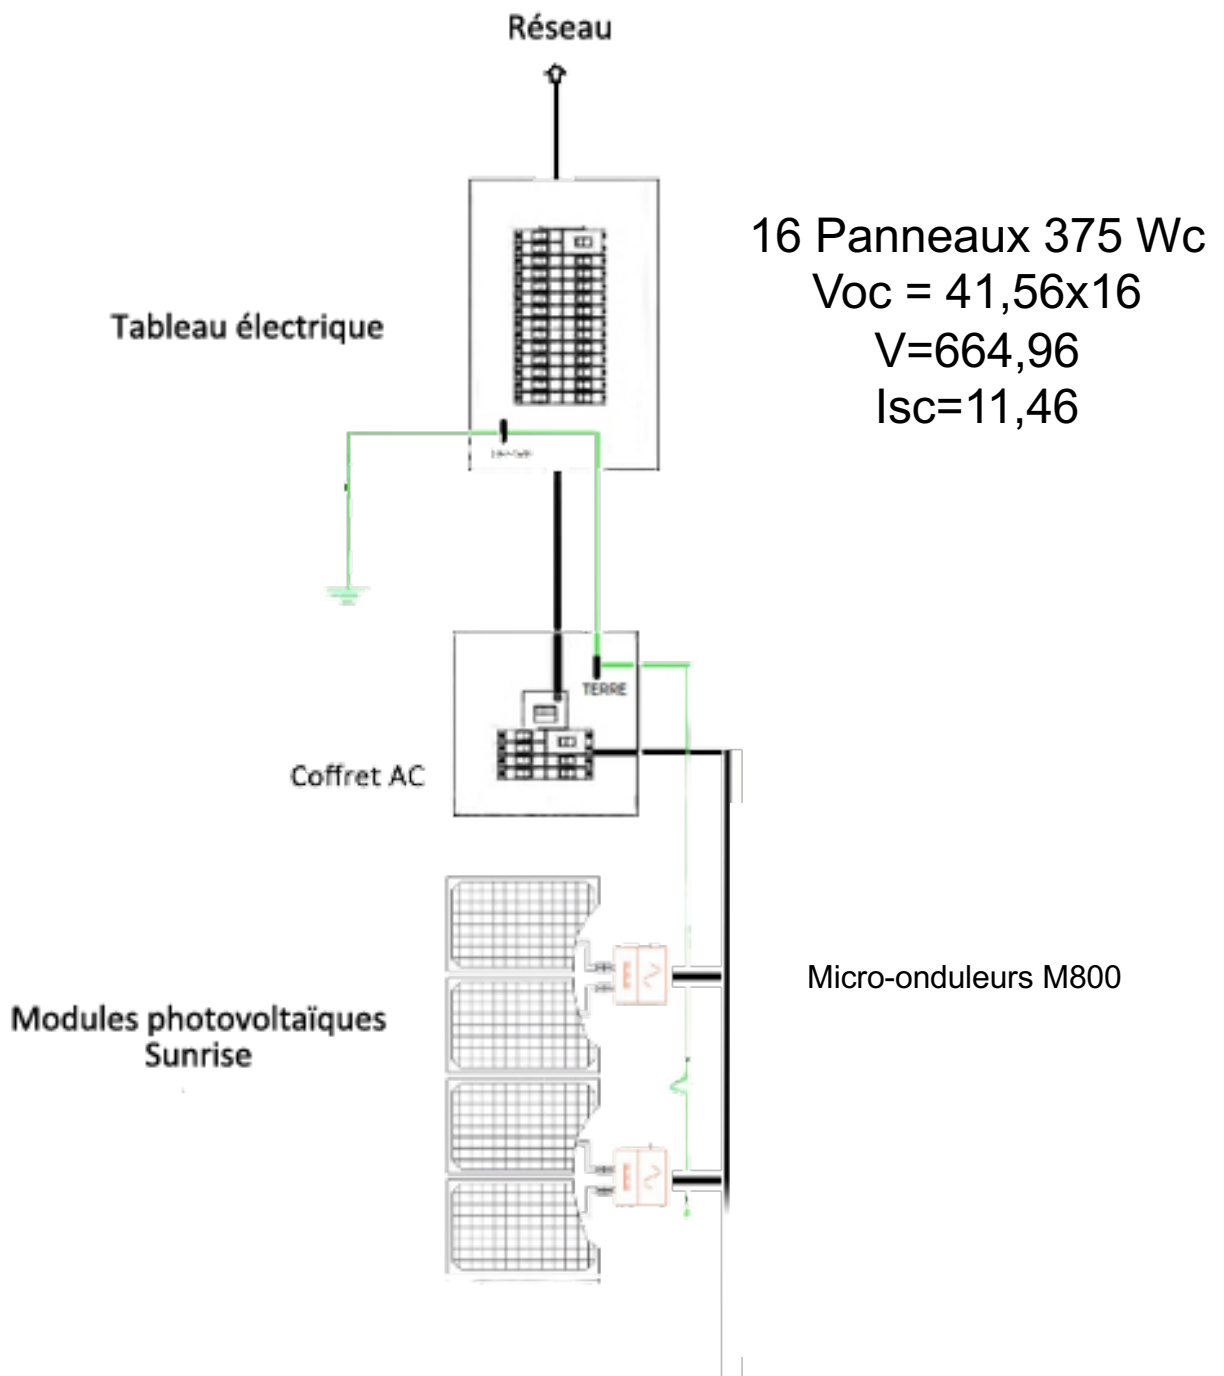 Réseau
16 Panneaux 375 Wc
Voc = 41,56x16
V=664,96
Isc=11,46
Tableau électrique
TERRE
Coffret AC
Micro-onduleurs M800
Modules photovoltaïques
Sunrise